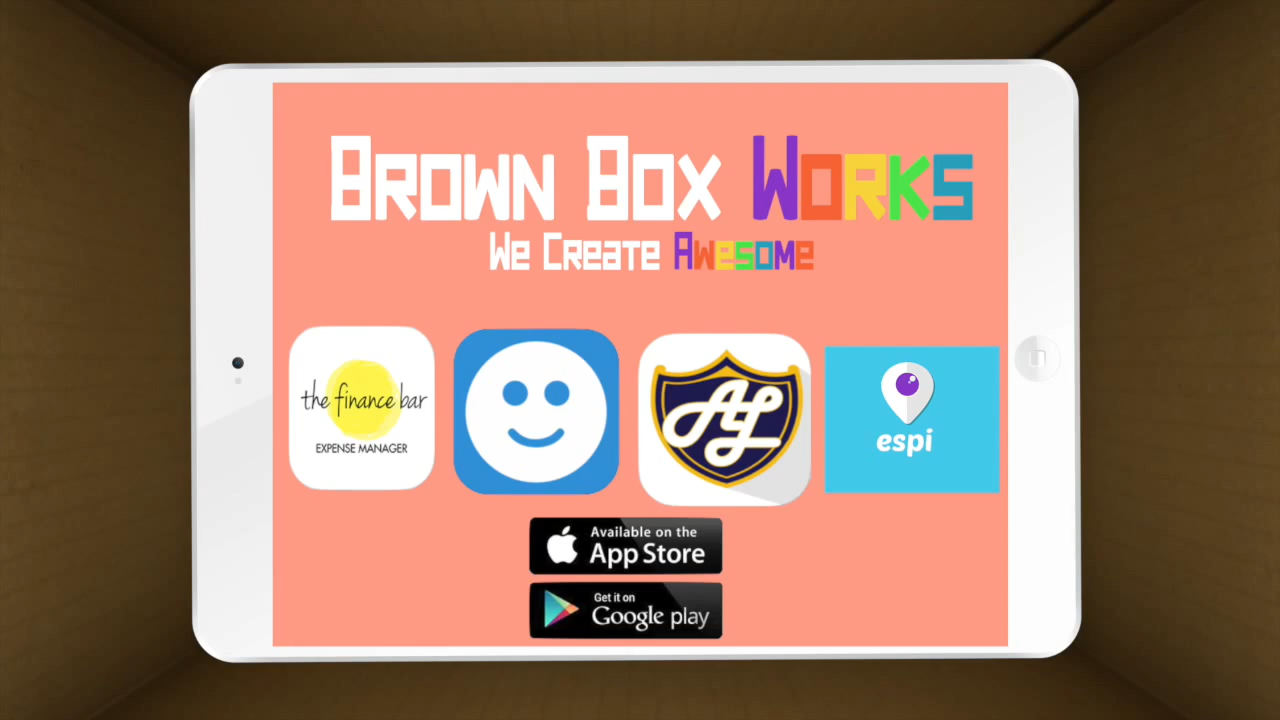 Brown Box Works
We Create Awesome
the finance bar
EXPENSE MANAGER
AL
espi
Available on the
App Store
Get it on
Google play